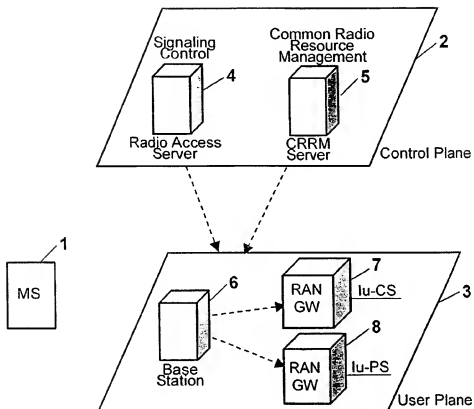 Signaling
Control
Common Radio
Resource
Management
2
4
5
Radio Access
Server
CRRM
Server
Control Plane
1
MS
6
7
RAN
GW
Iu-CS
3
8
RAN
GW
Iu-PS
Base
Station
User Plane